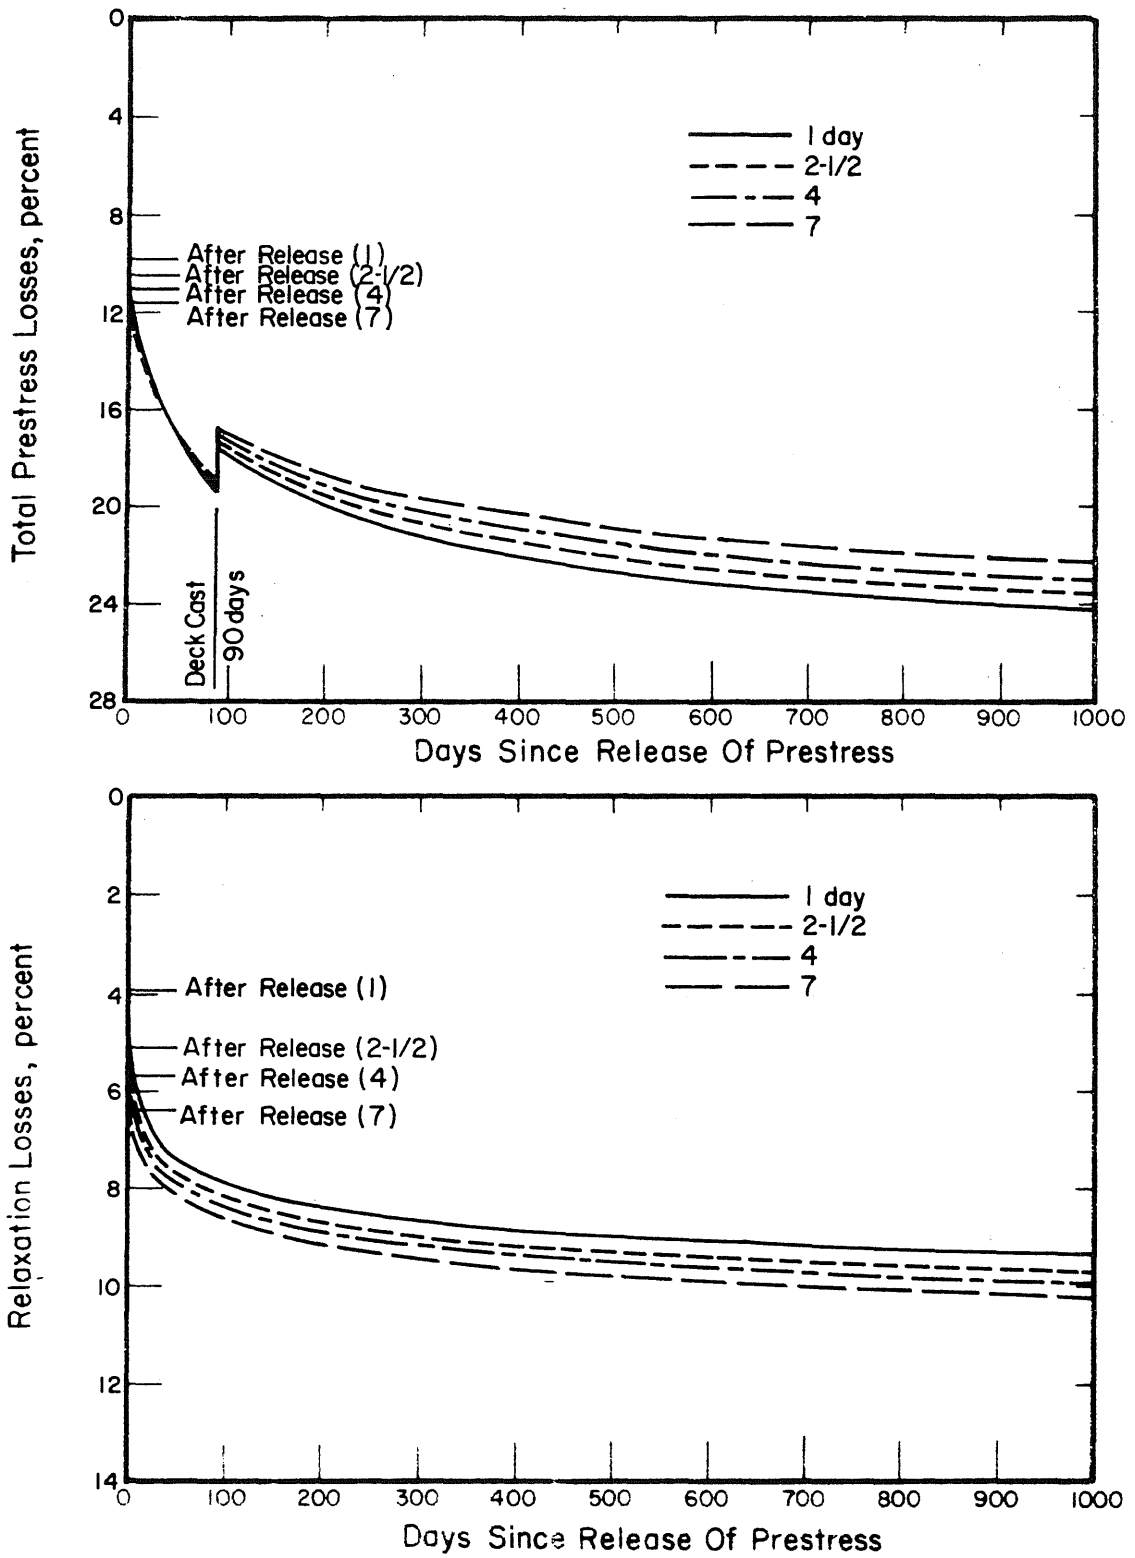 0
4
8
12
16
20
24
28
Total Prestress Losses, percent
1 day
2-1/2
4
7
After Release (1)
After Release (2-1/2)
After Release (4)
After Release (7)
Deck Cast
90 days
0 100 200 300 400 500 600 700 800 900 1000
Days Since Release Of Prestress
0
2
4
6
8
10
12
14
Relaxation Losses, percent
1 day
2-1/2
4
7
After Release (1)
After Release (2-1/2)
After Release (4)
After Release (7)
0 100 200 300 400 500 600 700 800 900 1000
Days Since Release Of Prestress